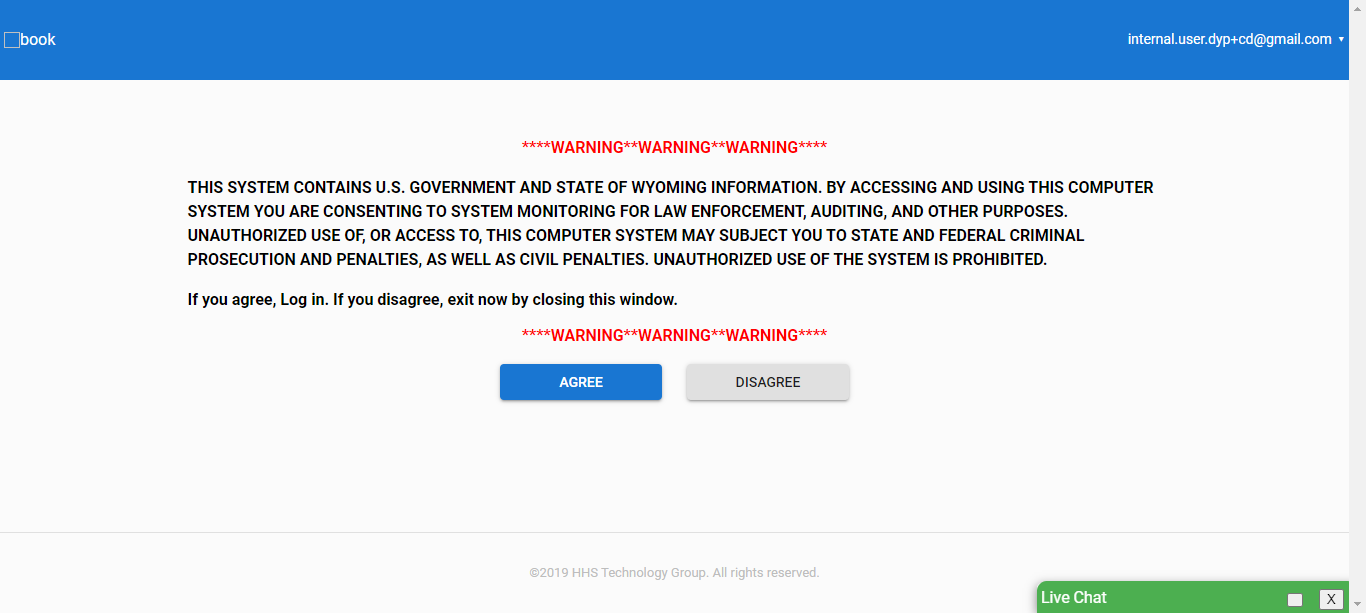 book
internal.user.dyp+cd@gmail.com
****WARNING**WARNING**WARNING****
THIS SYSTEM CONTAINS U.S. GOVERNMENT AND STATE OF WYOMING INFORMATION. BY ACCESSING AND USING THIS COMPUTER
SYSTEM YOU ARE CONSENTING TO SYSTEM MONITORING FOR LAW ENFORCEMENT, AUDITING, AND OTHER PURPOSES.
UNAUTHORIZED USE OF, OR ACCESS TO, THIS COMPUTER SYSTEM MAY SUBJECT YOU TO STATE AND FEDERAL CRIMINAL
PROSECUTION AND PENALTIES, AS WELL AS CIVIL PENALTIES. UNAUTHORIZED USE OF THE SYSTEM IS PROHIBITED.
If you agree, Log in. If you disagree, exit now by closing this window.
****WARNING**WARNING**WARNING****
AGREE
DISAGREE
©2019 HHS Technology Group. All rights reserved.
Live Chat
X